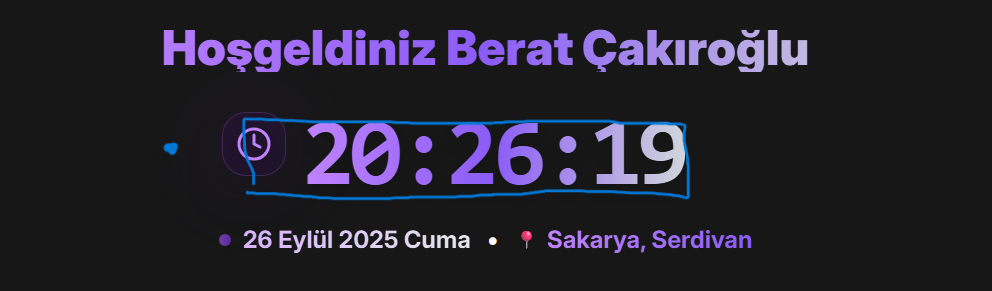 Hoşgeldiniz Berat Çakıroğlu
20:26:19
26 Eylül 2025 Cuma • 📍 Sakarya, Serdivan